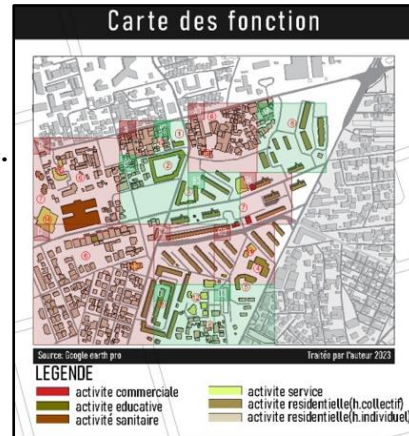 Carte des fonction
Source: Google earth pro
Traitée par l'auteur 2023
LEGENDE
activite commerciale
activite educative
activité sanitaire
activite service
activite residentielle(h.collectif)
activite residentielle(h.individuel)